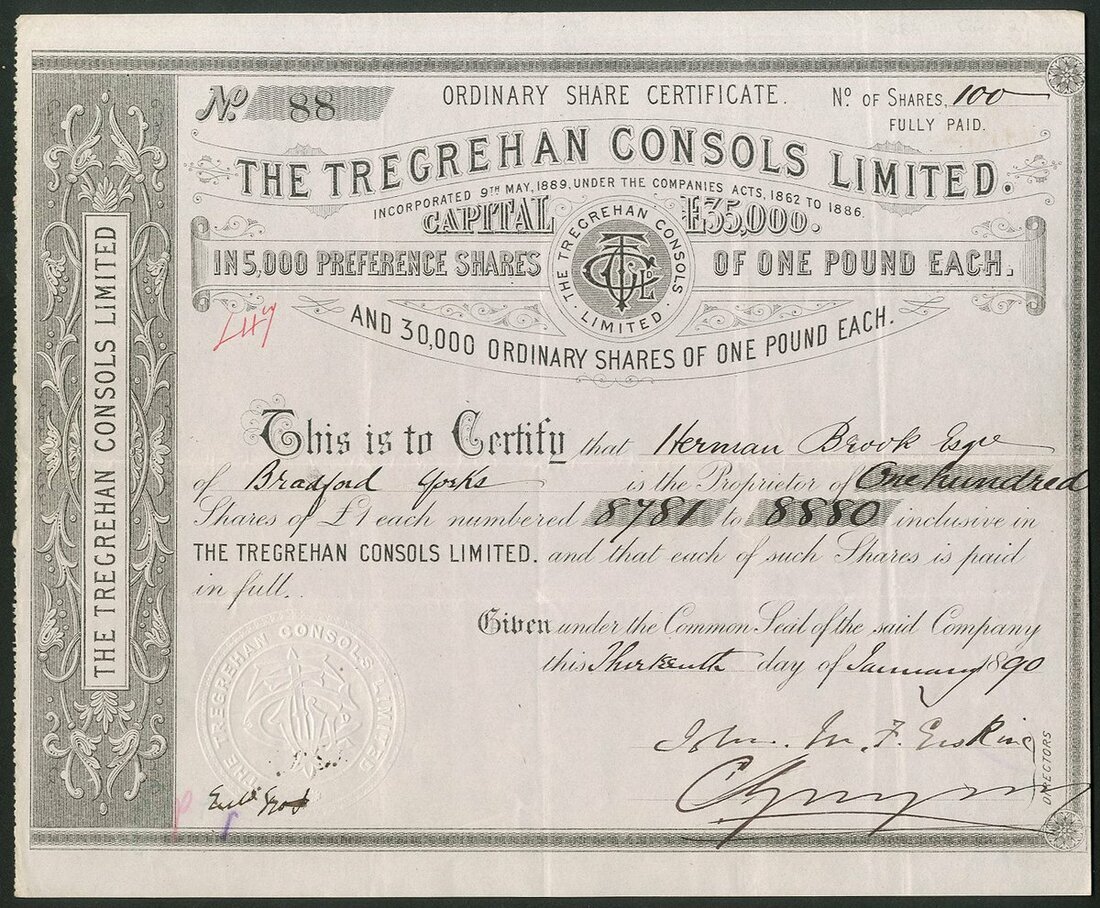 No. 88
ORDINARY SHARE CERTIFICATE.
No. OF SHARES, 100
FULLY PAID.
THE TREGREHAN CONSOLS LIMITED.
INCORPORATED 9TH MAY, 1889, UNDER THE COMPANIES ACTS, 1862 TO 1886.
CAPITAL £35,000.
IN 5,000 PREFERENCE SHARES OF ONE POUND EACH.
THE TREGREHAN CONSOLS LIMITED
AND 30,000 ORDINARY SHARES OF ONE POUND EACH.
This is to Certify that Herman Brook Esqre
of Bradford Yorks is the Proprietor of One hundred
Shares of £1 each numbered 8781 to 8880 inclusive in
THE TREGREHAN CONSOLS LIMITED. and that each of such Shares is paid
in full.
Given under the Common Seal of the said Company
this Thirteenth day of January 1890
John M. F. Erskine
DIRECTORS
THE TREGREHAN CONSOLS LIMITED
THE TREGREHAN CONSOLS LIMITED